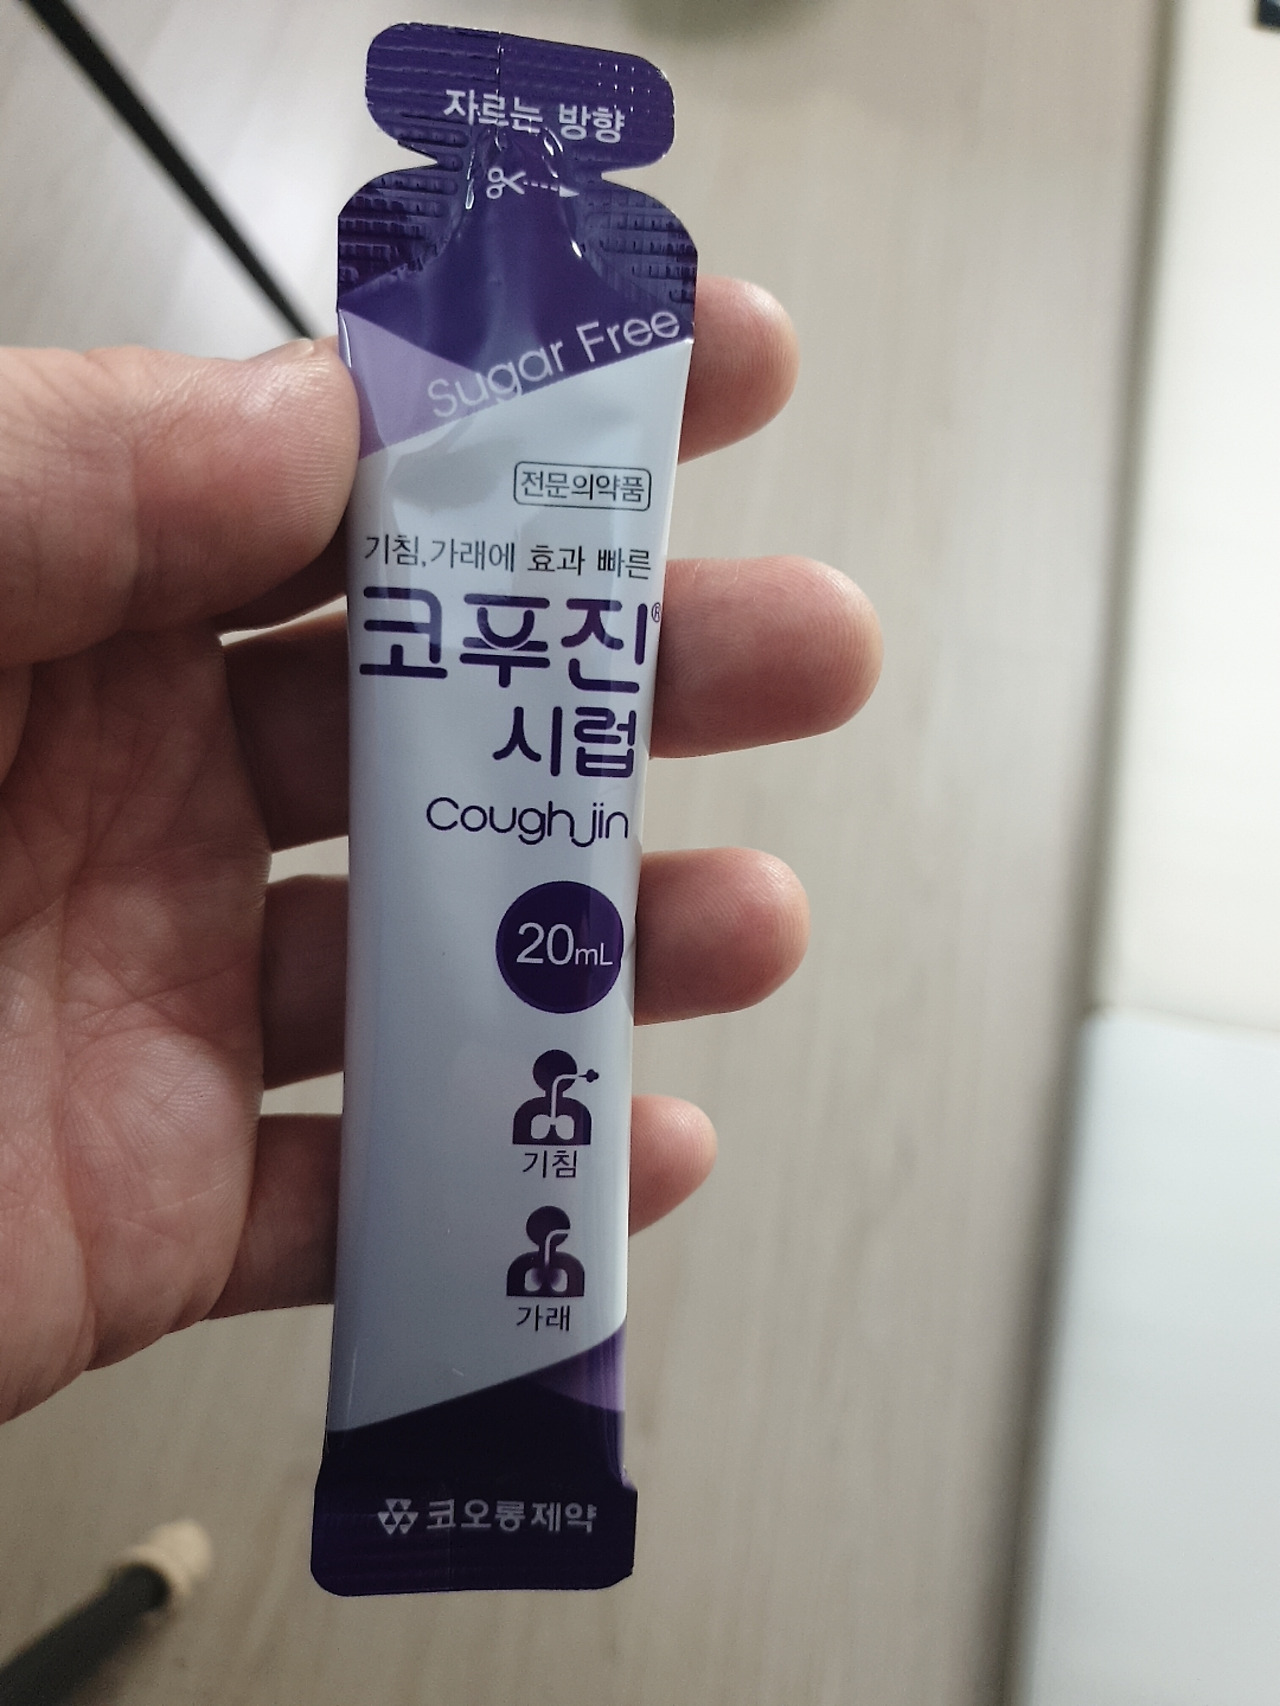 자르는 방향
Sugar Free
전문의약품
기침,가래에 효과 빠른
코푸진®
시럽
Coughjin
20mL
기침
가래
코오롱제약